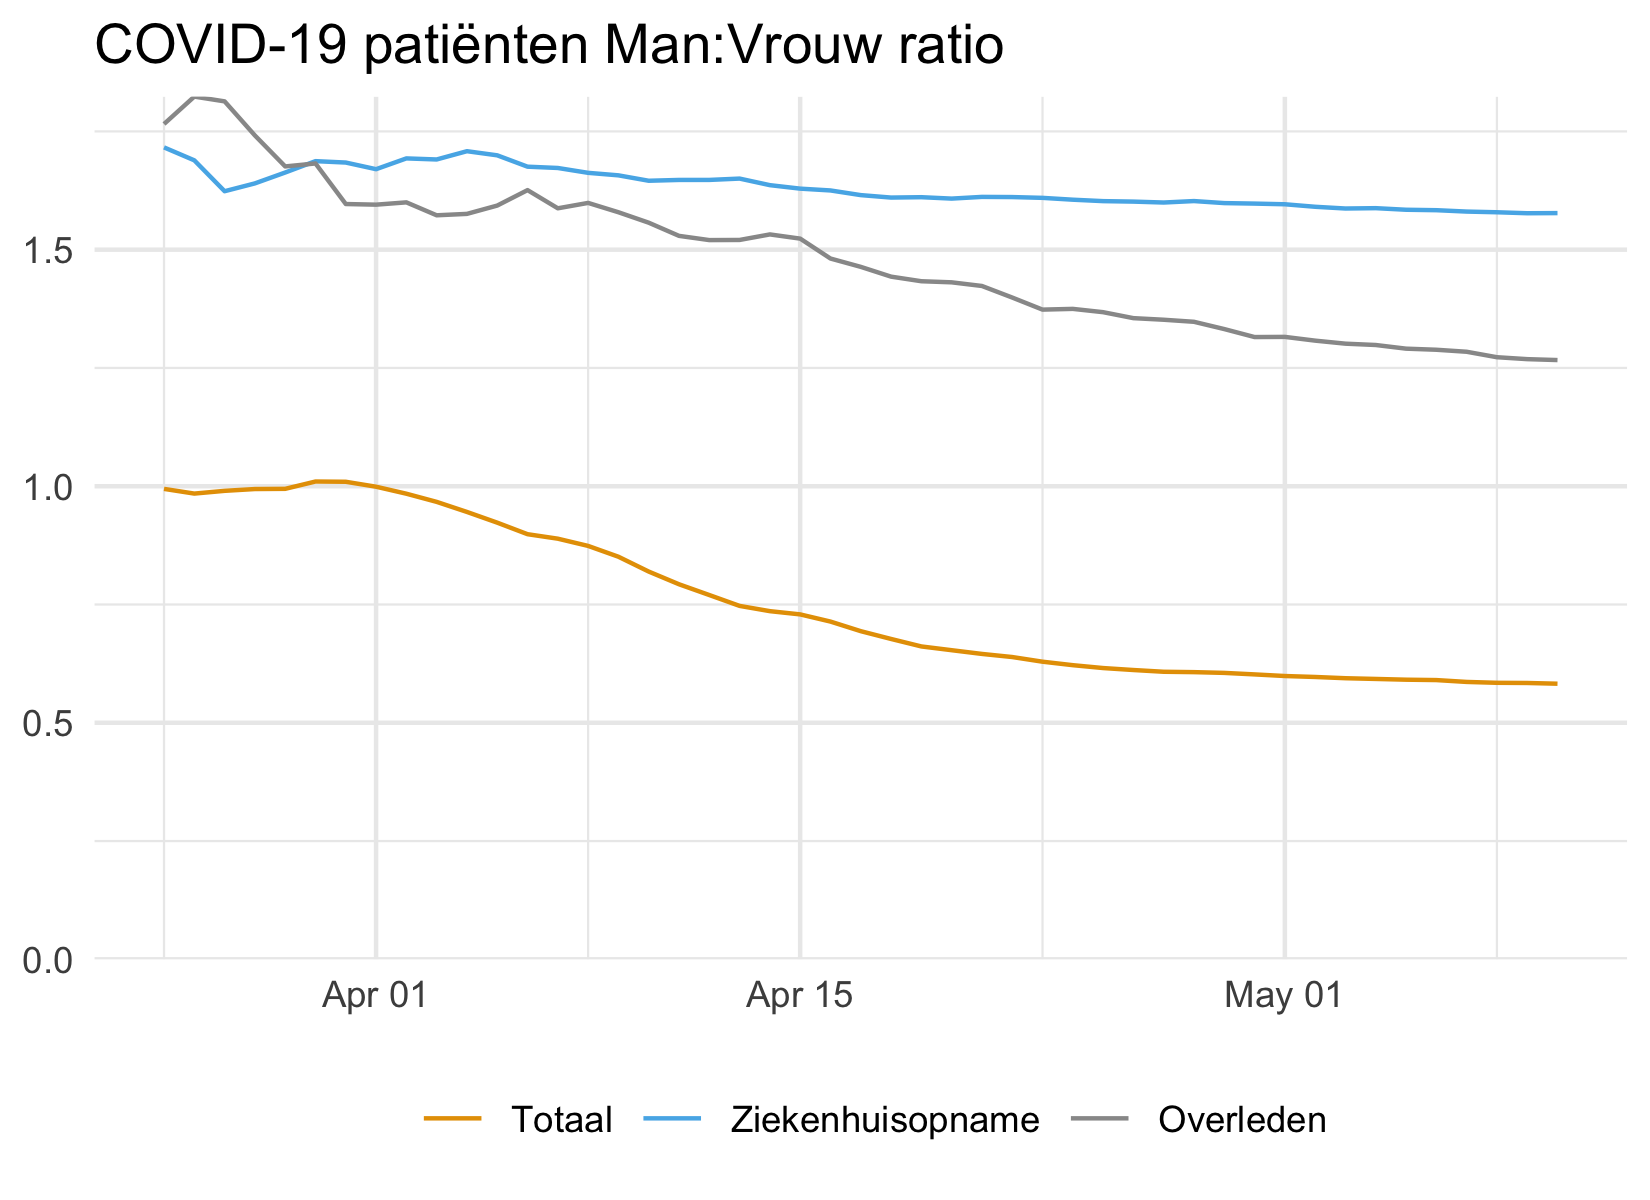 COVID-19 patiënten Man:Vrouw ratio
1.5
1.0
0.5
0.0
Apr 01 Apr 15 May 01
Totaal Ziekenhuisopname Overleden